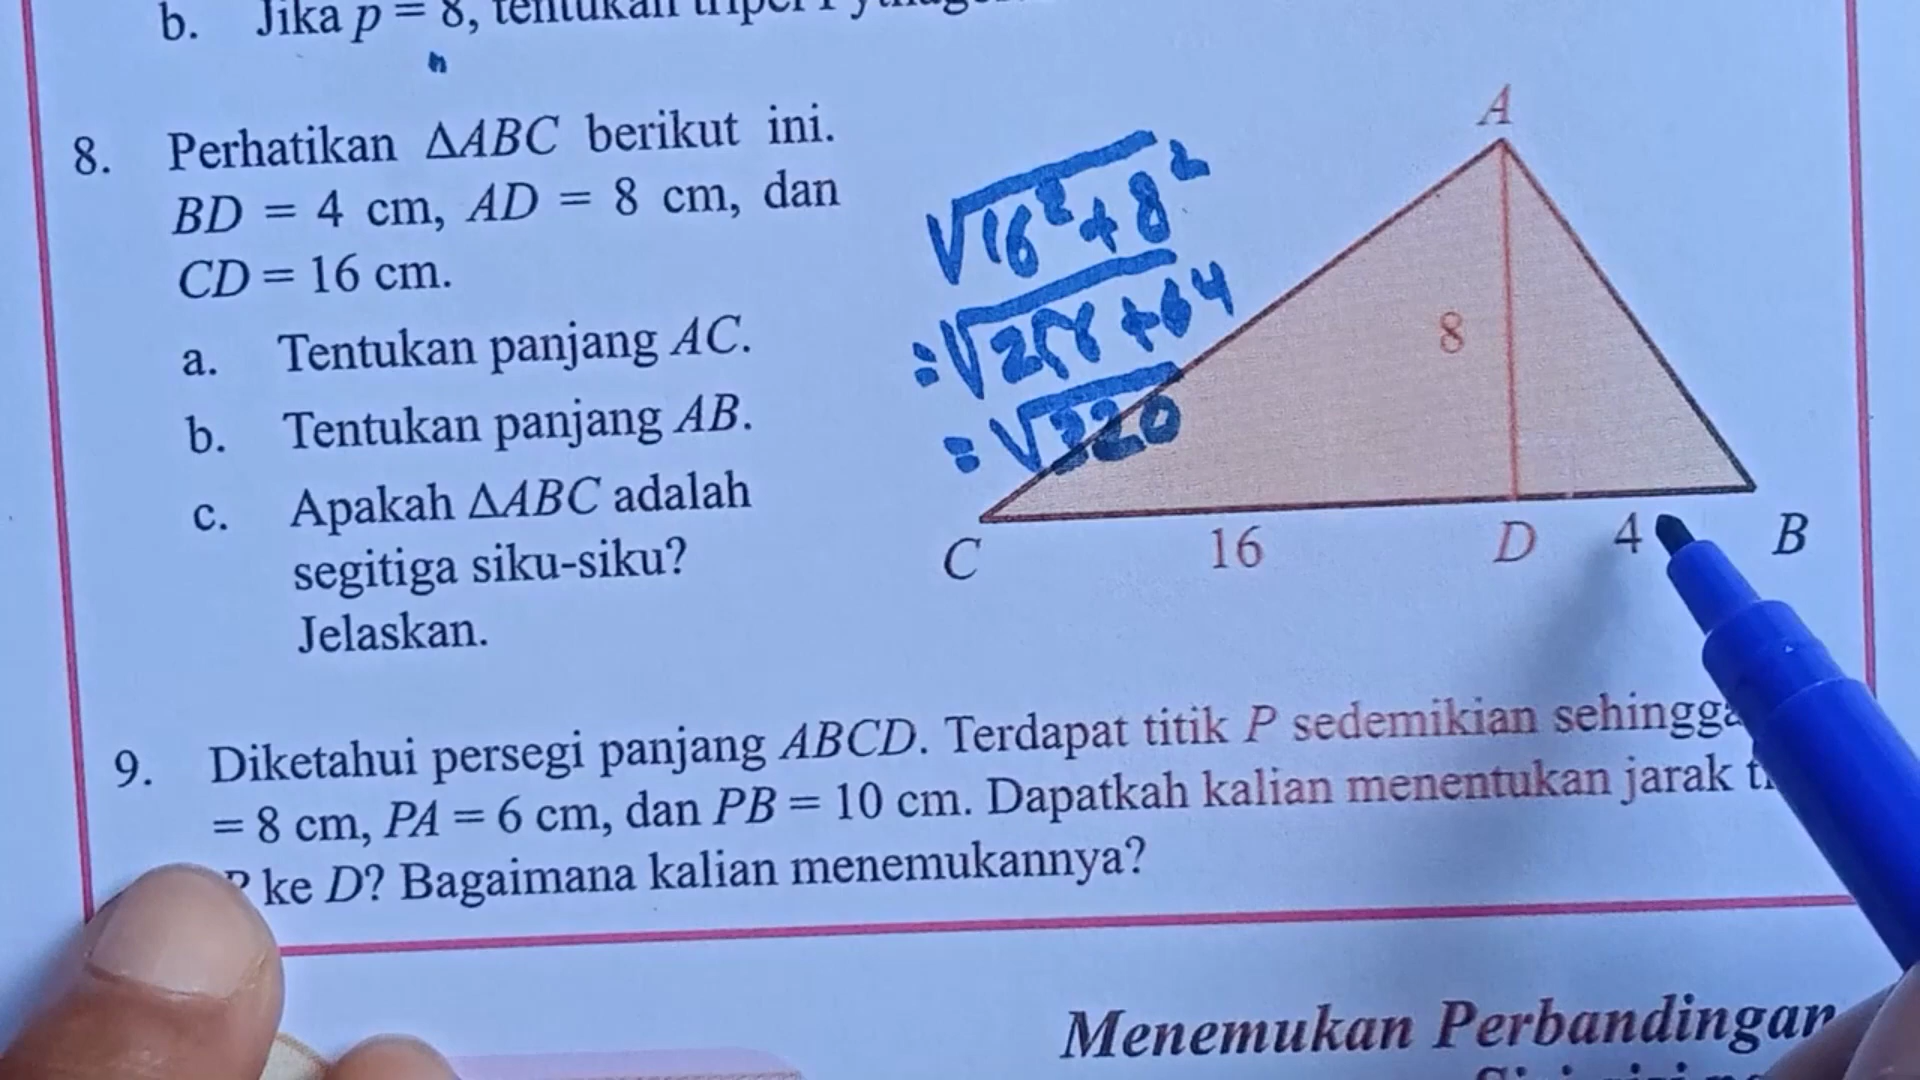 b. Jika p = 8, tentukan
8. Perhatikan ΔABC berikut ini.
BD = 4 cm, AD = 8 cm, dan
CD = 16 cm.
a. Tentukan panjang AC.
b. Tentukan panjang AB.
c. Apakah ΔABC adalah
segitiga siku-siku?
Jelaskan.
√16²+8²
=√256+64
=√320
A
8
C 16 D 4 B
9. Diketahui persegi panjang ABCD. Terdapat titik P sedemikian sehingga
= 8 cm, PA = 6 cm, dan PB = 10 cm. Dapatkah kalian menentukan jarak
P ke D? Bagaimana kalian menemukannya?
Menemukan Perbandingan